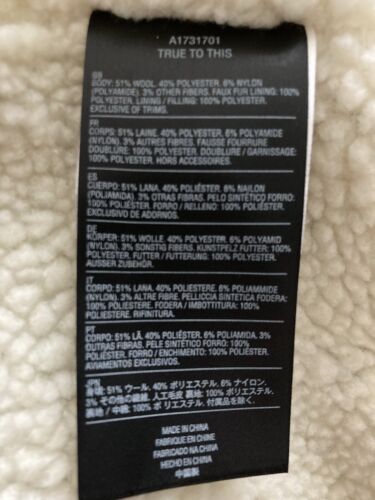 A1731701
TRUE TO THIS
GB
BODY: 51% WOOL. 40% POLYESTER. 6% NYLON
(POLYAMIDE). 3% OTHER FIBERS. FAUX FUR LINING: 100%
POLYESTER, LINING / FILLING: 100% POLYESTER.
EXCLUSIVE OF TRIMS.
FR
CORPS: 51% LAINE. 40% POLYESTER. 6% POLYAMIDE
(NYLON). 3% AUTRES FIBRES. FAUSSE FOURRURE
DOUBLURE: 100% POLYESTER. DOUBLURE / GARNISSAGE:
100% POLYESTER. HORS ACCESSOIRES.
ES
CUERPO: 51% LANA. 40% POLIÉSTER. 6% NAILON
(POLIAMIDA). 3% OTRAS FIBRAS. PELO SINTÉTICO FORRO:
100% POLIÉSTER. FORRO / RELLENO: 100% POLIÉSTER.
EXCLUSIVO DE ADORNOS.
DE
KÖRPER: 51% WOLLE. 40% POLYESTER. 6% POLYAMID
(NYLON). 3% SONSTIG FIBERS. KUNSTPELZ FUTTER: 100%
POLYESTER. FUTTER / FUTTERUNG: 100% POLYESTER.
AUSSER ZUBEHÖR.
IT
CORPO: 51% LANA. 40% POLIESTERE. 6% POLIAMMIDE
(NYLON). 3% ALTRE FIBRE. PELLICCIA SINTETICA FODERA:
100% POLIESTERE. FODERA / IMBOTTITURA: 100%
POLIESTERE. RIFINITURA.
PT
CORPO: 51% LÃ. 40% POLIÉSTER. 6% POLIAMIDA. 3%
OUTRAS FIBRAS. PELO SINTÉTICO FORRO: 100%
POLIÉSTER. FORRO / ENCHIMENTO: 100% POLIÉSTER.
AVIAMENTOS EXCLUSIVOS.
JPN
身頃: 51% ウール. 40% ポリエステル. 6% ナイロン.
3% その他の繊維. 人工毛皮 裏地: 100% ポリエステル.
裏地 / 中綿: 100% ポリエステル. 付属品を除く.
MADE IN CHINA
FABRIQUE EN CHINE
FABRICADO NA CHINA
HECHO EN CHINA
中国製